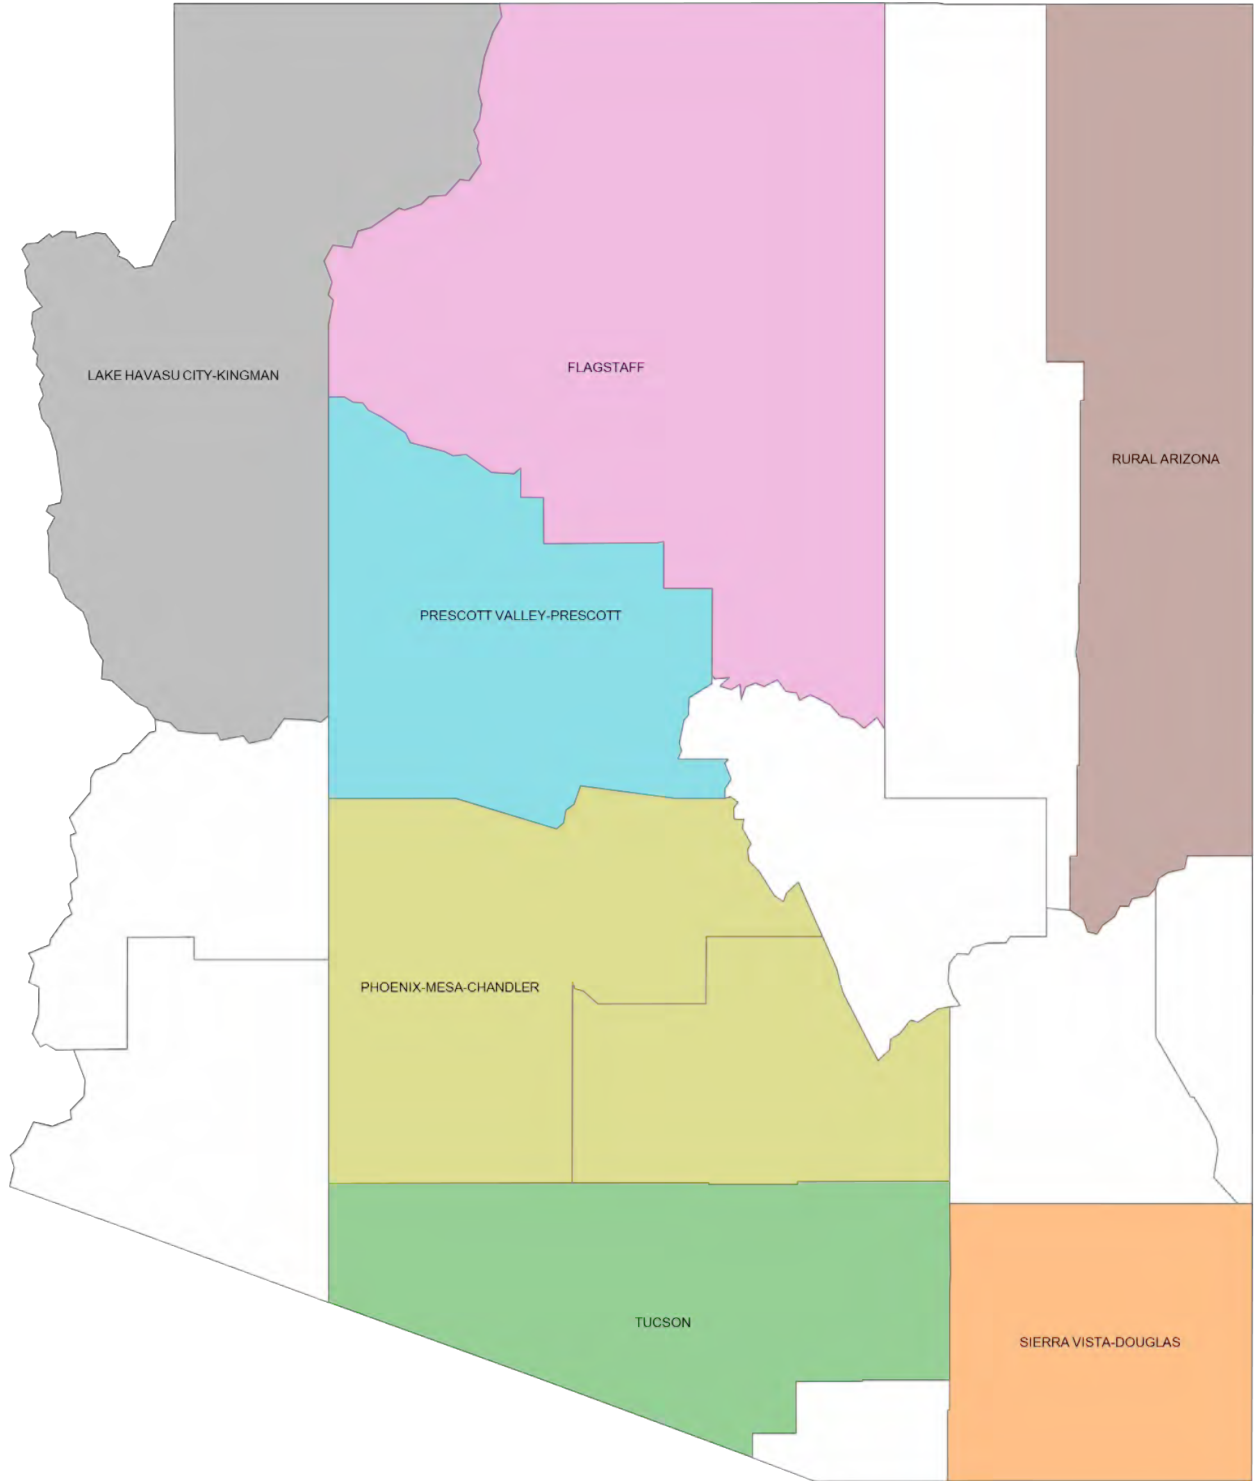 FLAGSTAFF
LAKE HAVASU CITY-KINGMAN
RURAL ARIZONA
PRESCOTT VALLEY-PRESCOTT
PHOENIX-MESA-CHANDLER
TUCSON
SIERRA VISTA-DOUGLAS